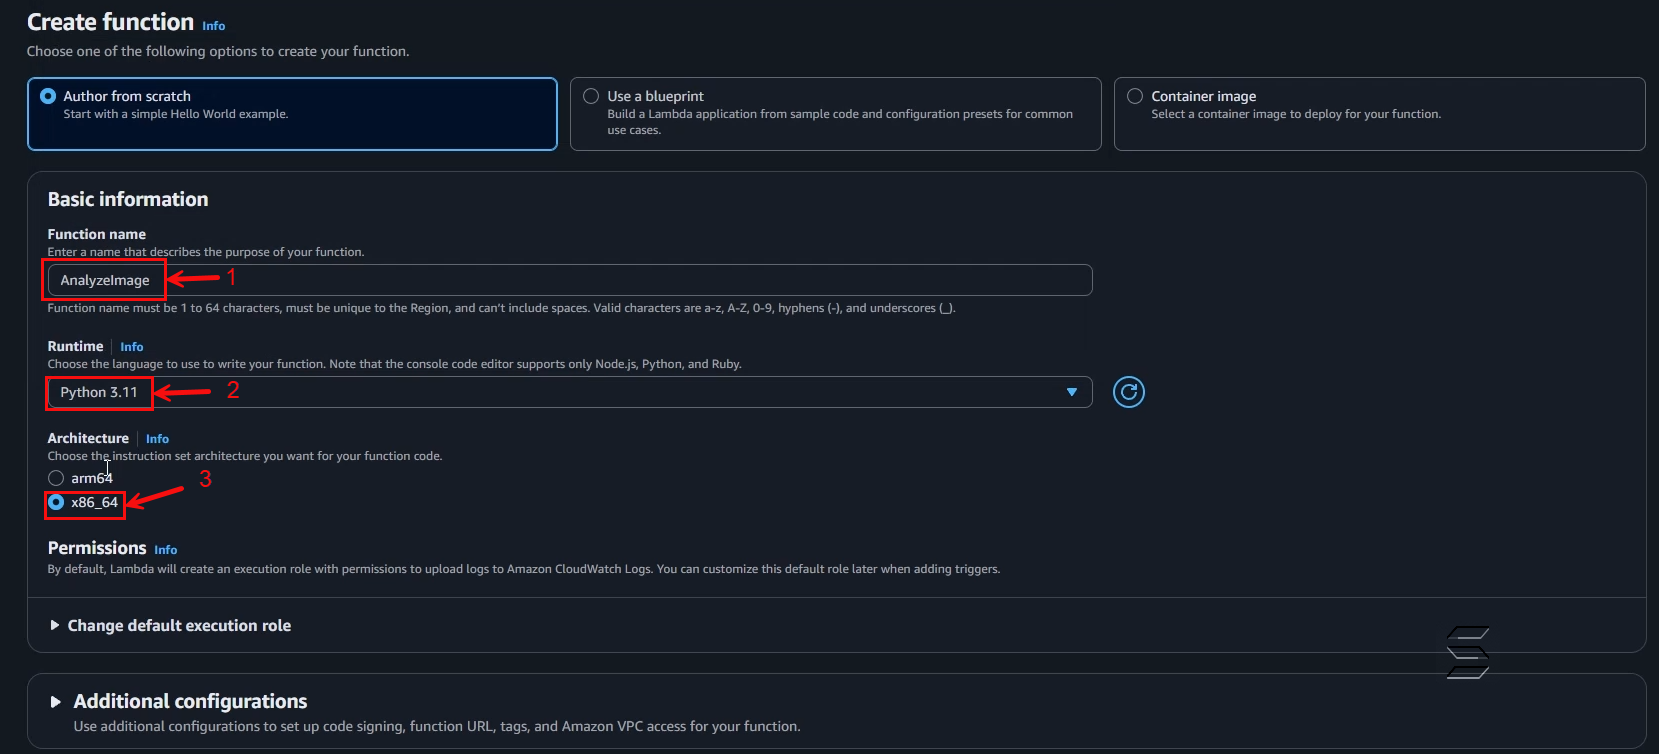 Create function Info
Choose one of the following options to create your function.
Author from scratch
Start with a simple Hello World example.
Use a blueprint
Build a Lambda application from sample code and configuration presets for common
use cases.
Container image
Select a container image to deploy for your function.
Basic information
Function name
Enter a name that describes the purpose of your function.
AnalyzeImage
1
Function name must be 1 to 64 characters, must be unique to the Region, and can't include spaces. Valid characters are a-z, A-Z, 0-9, hyphens (-), and underscores (_).
Runtime Info
Choose the language to use to write your function. Note that the console code editor supports only Node.js, Python, and Ruby.
Python 3.11
2
Architecture Info
Choose the instruction set architecture you want for your function code.
arm64
3
x86_64
Permissions Info
By default, Lambda will create an execution role with permissions to upload logs to Amazon CloudWatch Logs. You can customize this default role later when adding triggers.
Change default execution role
Additional configurations
Use additional configurations to set up code signing, function URL, tags, and Amazon VPC access for your function.